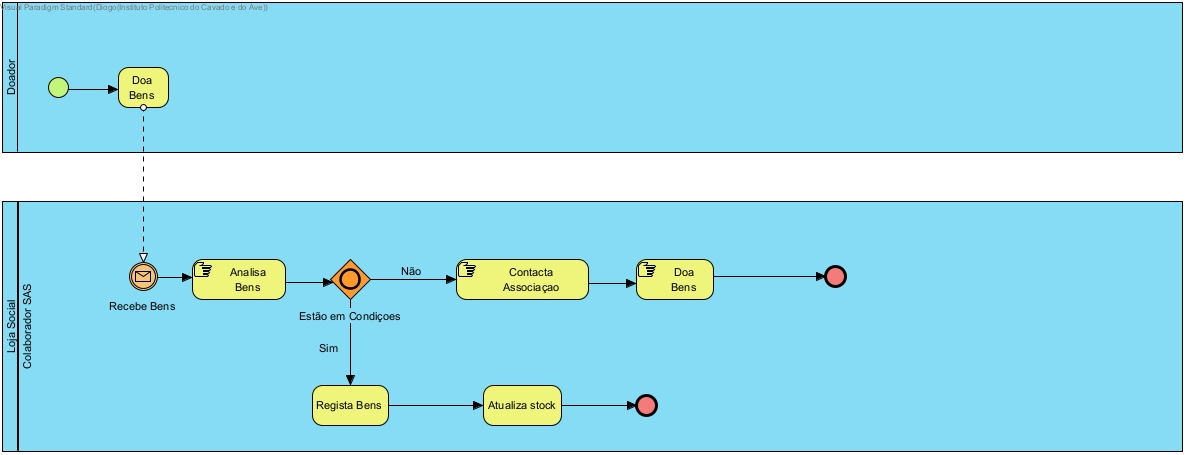 Visual Paradigm Standard(Diogo(Instituto Politecnico do Cavado e do Ave))
Doador
Doa
Bens
Loja Social
Colaborador SAS
Recebe Bens
Analisa
Bens
Estão em Condiçoes
Não
Contacta
Associaçao
Doa
Bens
Sim
Regista Bens
Atualiza stock